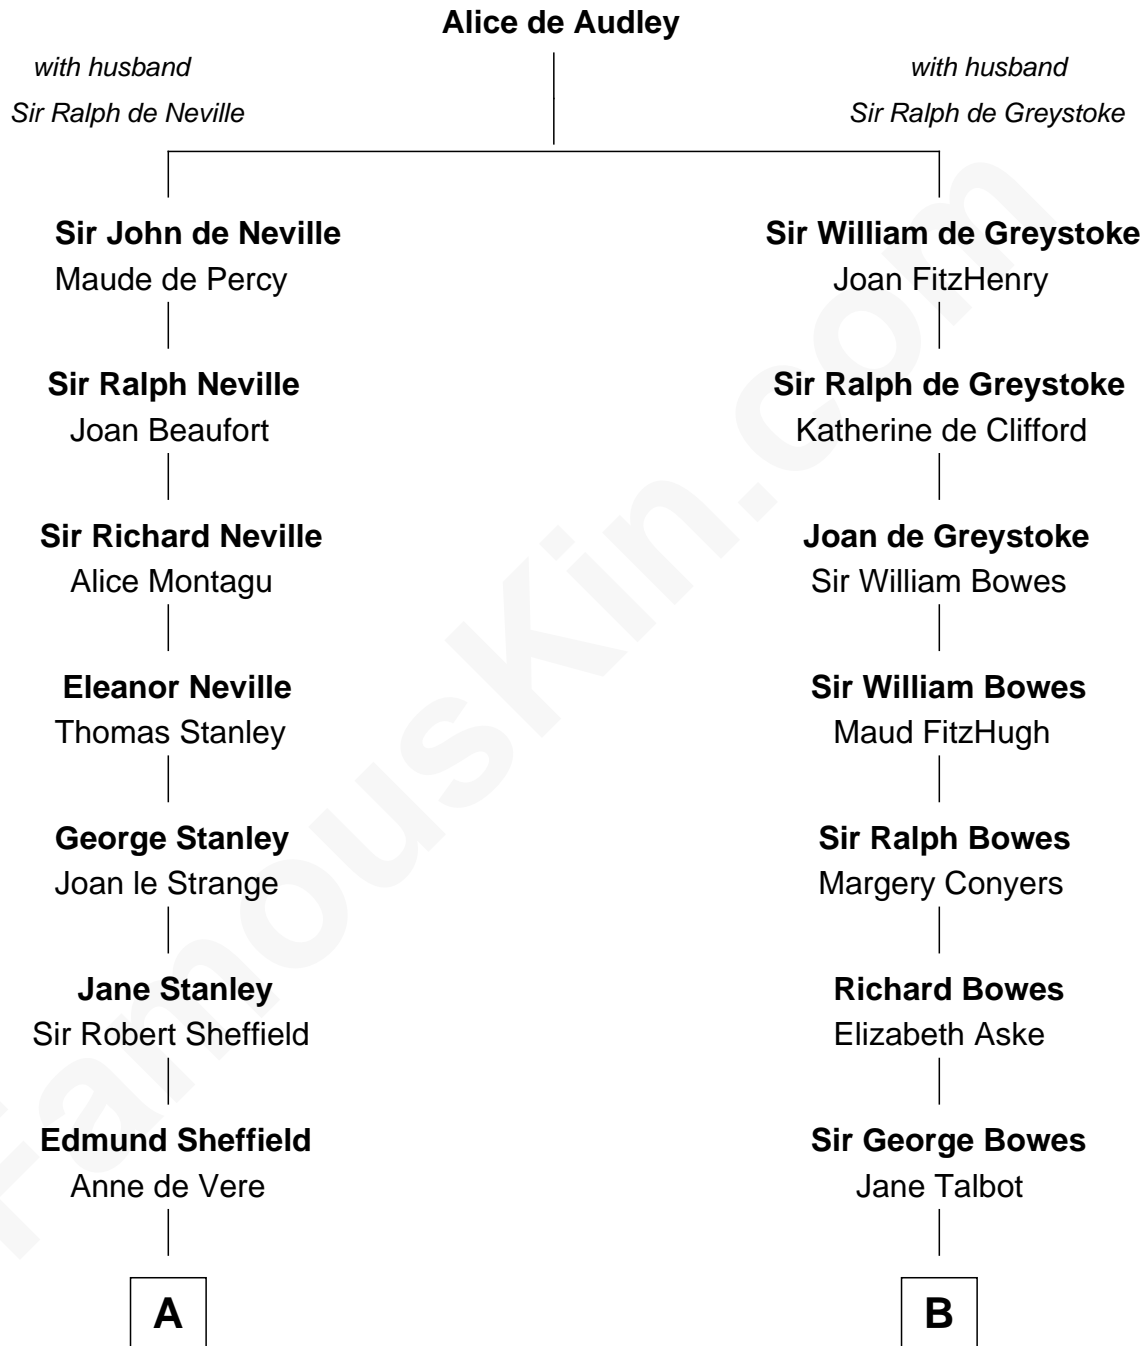 Alice de Audley
with husband
Sir Ralph de Neville
with husband
Sir Ralph de Greystoke
Sir John de Neville
Maude de Percy
Sir William de Greystoke
Joan FitzHenry
Sir Ralph Neville
Joan Beaufort
Sir Ralph de Greystoke
Katherine de Clifford
Sir Richard Neville
Alice Montagu
Joan de Greystoke
Sir William Bowes
Eleanor Neville
Thomas Stanley
Sir William Bowes
Maud FitzHugh
George Stanley
Joan le Strange
Sir Ralph Bowes
Margery Conyers
Jane Stanley
Sir Robert Sheffield
Richard Bowes
Elizabeth Aske
Edmund Sheffield
Anne de Vere
Sir George Bowes
Jane Talbot
A
B
FamousKin.com